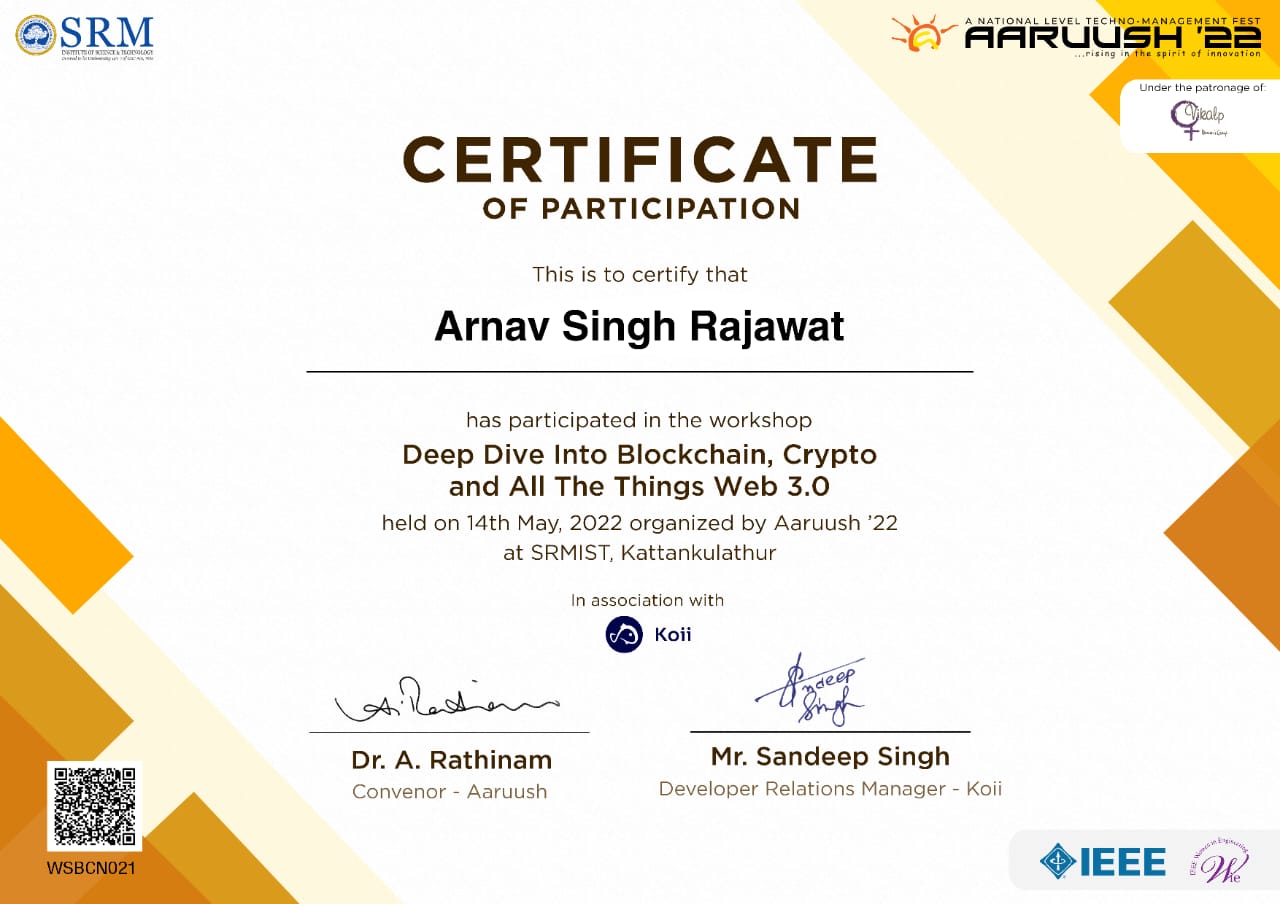 SRM
INSTITUTE OF SCIENCE & TECHNOLOGY
A NATIONAL LEVEL TECHNO-MANAGEMENT FEST
AARUUSH '22
...rising in the spirit of innovation
Under the patronage of:
Vikalp
CERTIFICATE
OF PARTICIPATION
This is to certify that
Arnav Singh Rajawat
has participated in the workshop
Deep Dive Into Blockchain, Crypto
and All The Things Web 3.0
held on 14th May, 2022 organized by Aaruush ’22
at SRMIST, Kattankulathur
In association with
Koii
A. Rathinam
Sandeep
Singh
Dr. A. Rathinam
Convenor - Aaruush
Mr. Sandeep Singh
Developer Relations Manager - Koii
WSBCN021
IEEE
IEEE Women in Engineering
Wie